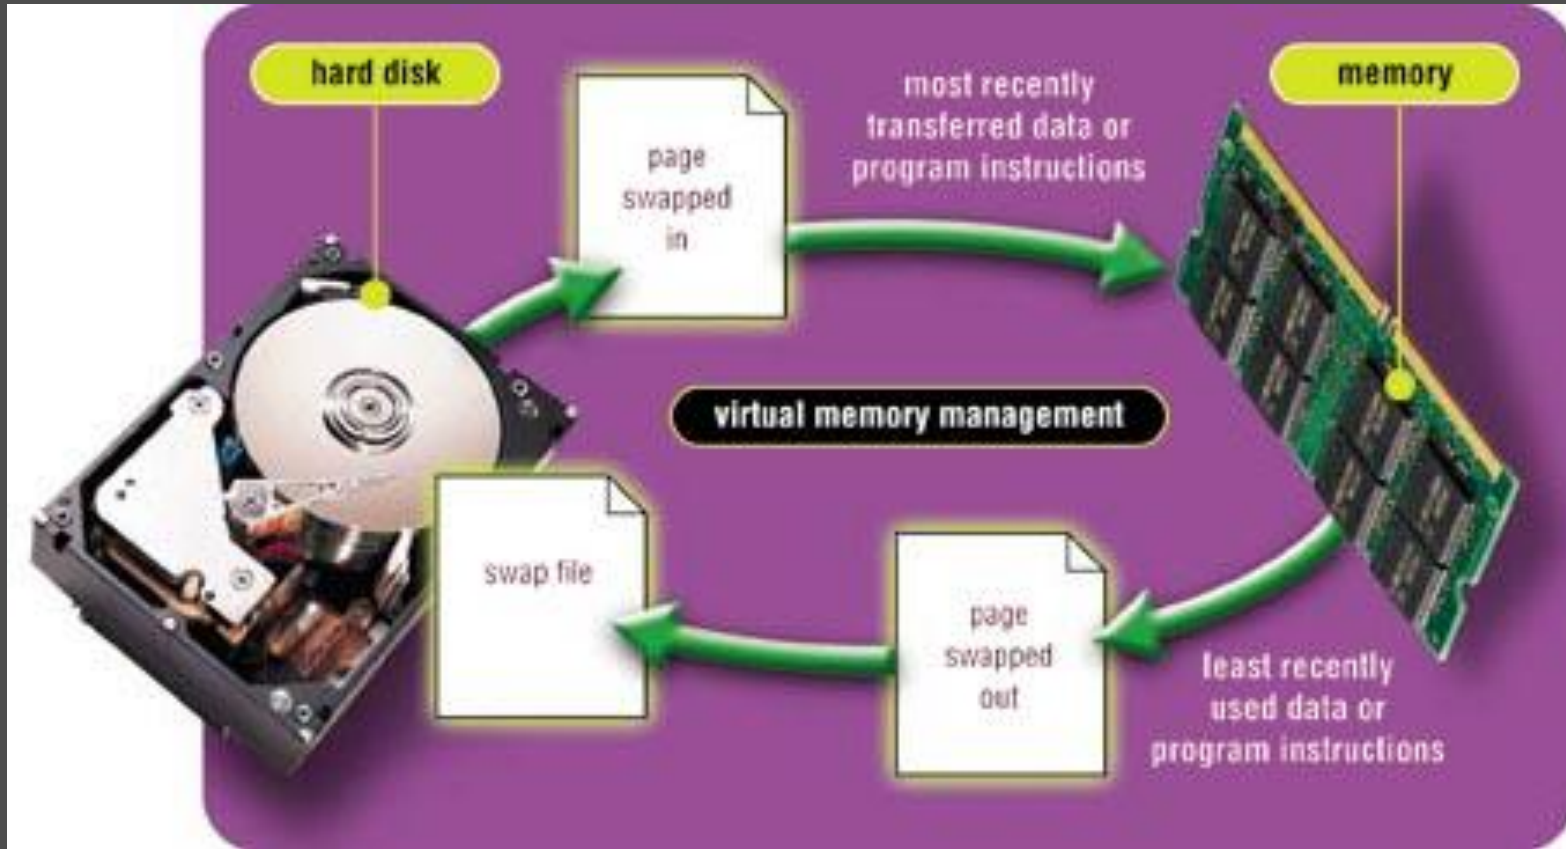 hard disk
page
swapped
in
most recently
transferred data or
program instructions
memory
virtual memory management
swap file
page
swapped
out
least recently
used data or
program instructions